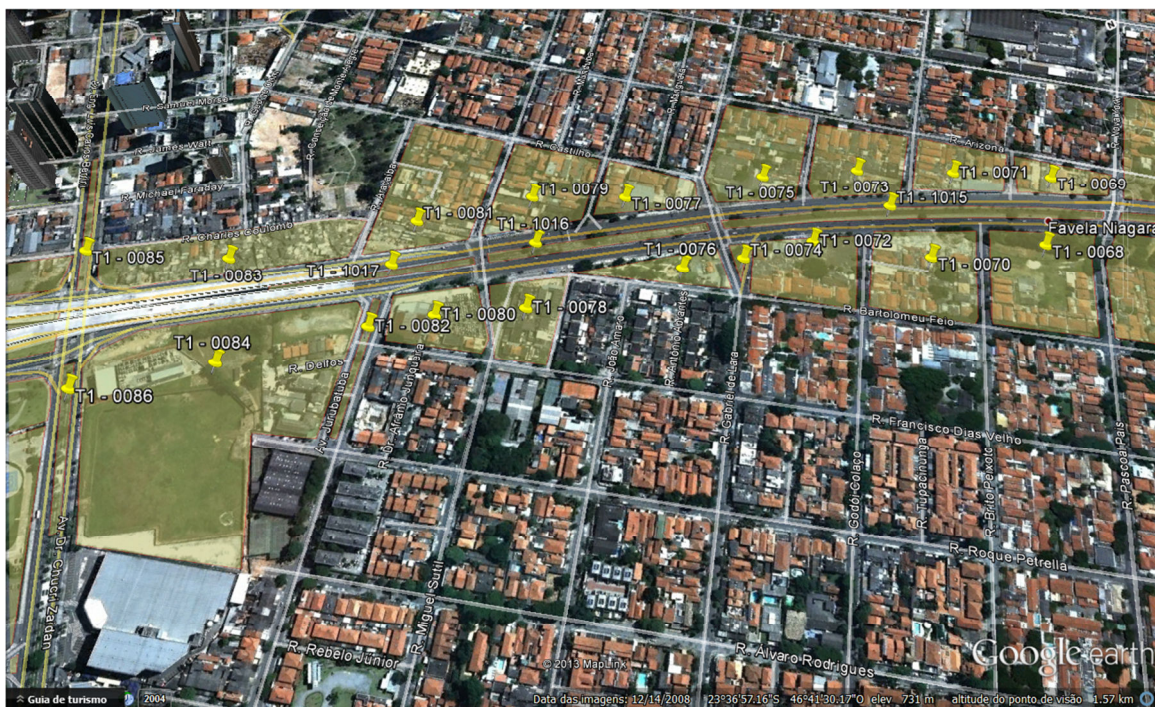 R. Samuel Morse
R. James Watt
R. Michael Faraday
R. Charles Coulomb
R. Castilho
R. Arizona
T1 - 0085
T1 - 0083
T1 - 1017
T1 - 0081
T1 - 0079
T1 - 1016
T1 - 0077
T1 - 0075
T1 - 0073
T1 - 1015
T1 - 0071
T1 - 0069
Favela Niagara
T1 - 0068
T1 - 0076
T1 - 0074
T1 - 0072
T1 - 0070
T1 - 0082
T1 - 0080
T1 - 0078
T1 - 0084
T1 - 0086
R. Delfos
Av. Jurubatuba
R. Miguel Sutil
R. João Amaro
R. Gabriel de Lara
R. Bartolomeu Feio
R. Francisco Dias Velho
R. Godói Colaço
R. Tupacinunga
R. Brito Peixoto
R. Pascoal Pais
R. Roque Petrella
R. Álvaro Rodrigues
R. Rebelo Júnior
Av. Dr. Chucri Zaidan
© 2013 MapLink
Google earth
Guia de turismo
2004
Data das imagens: 12/14/2008 23°36'57.16"S 46°41'30.17"O elev 731 m altitude do ponto de visão 1.57 km